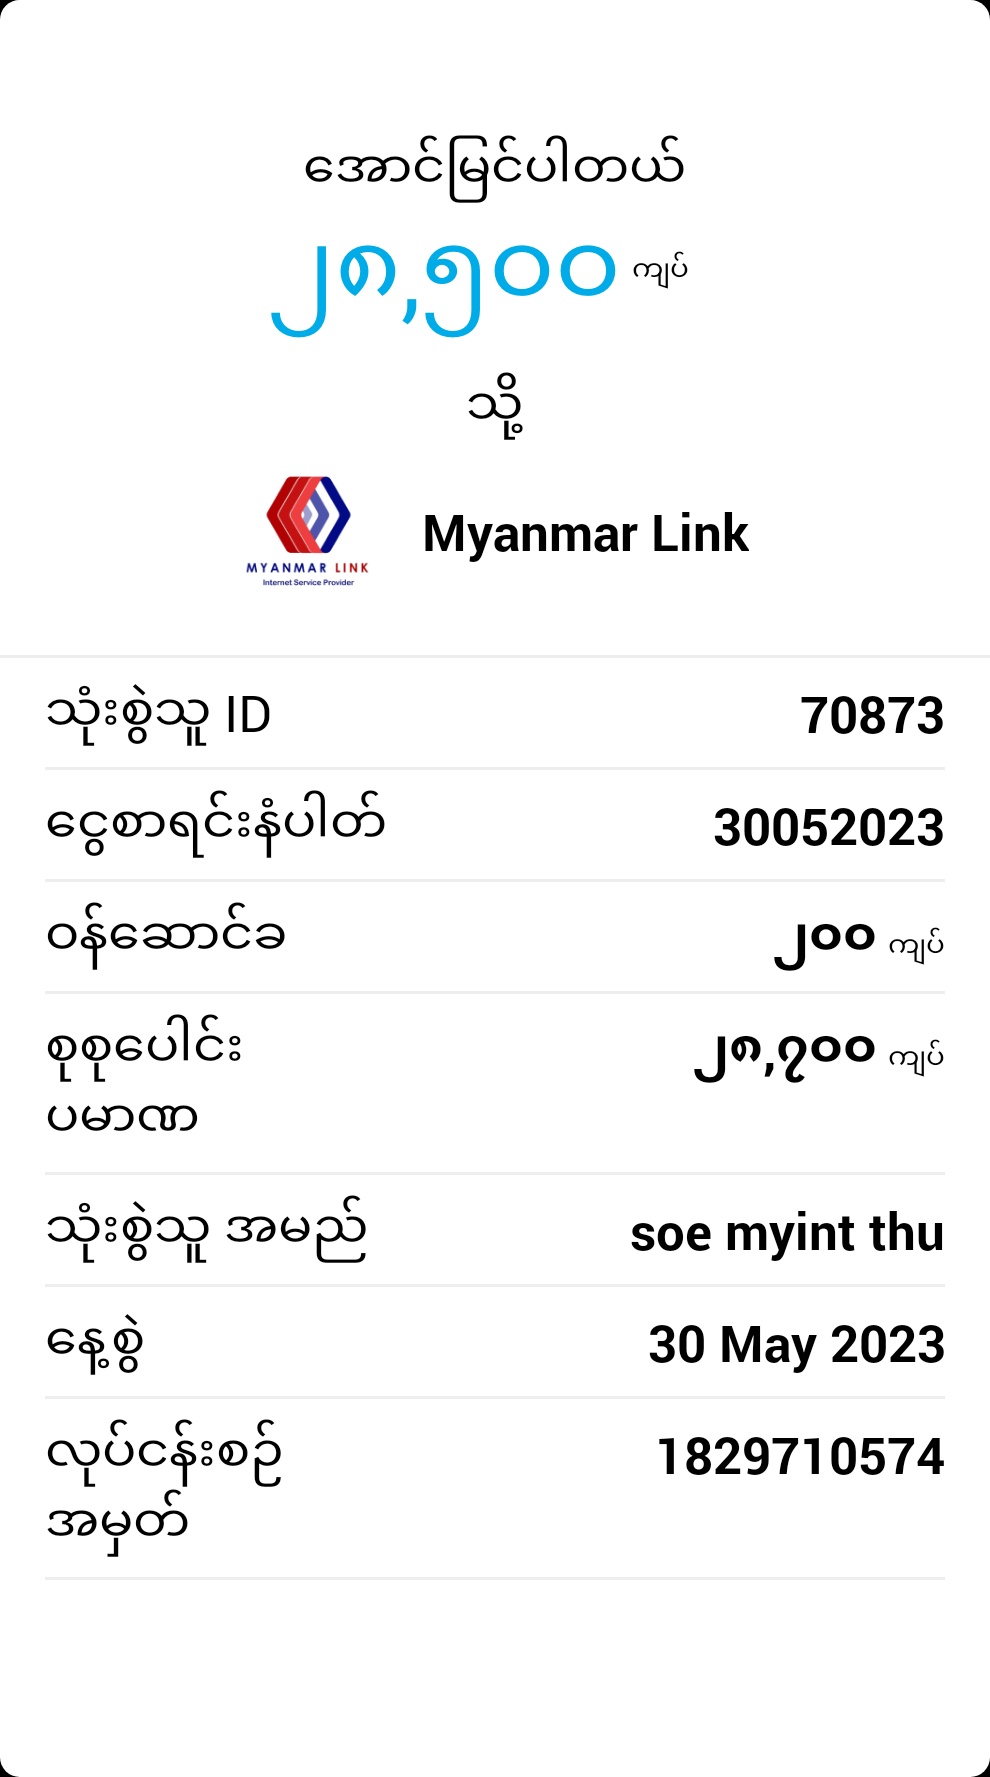 အောင်မြင်ပါတယ်
၂၈,၅၀၀ ကျပ်
သို့
MYANMAR LINK
Internet Service Provider
Myanmar Link
သုံးစွဲသူ ID 70873
ငွေစာရင်းနံပါတ် 30052023
ဝန်ဆောင်ခ ၂၀၀ ကျပ်
စုစုပေါင်း ၂၈,၇၀၀ ကျပ်
ပမာဏ
သုံးစွဲသူ အမည် soe myint thu
နေ့စွဲ 30 May 2023
လုပ်ငန်းစဉ် 1829710574
အမှတ်